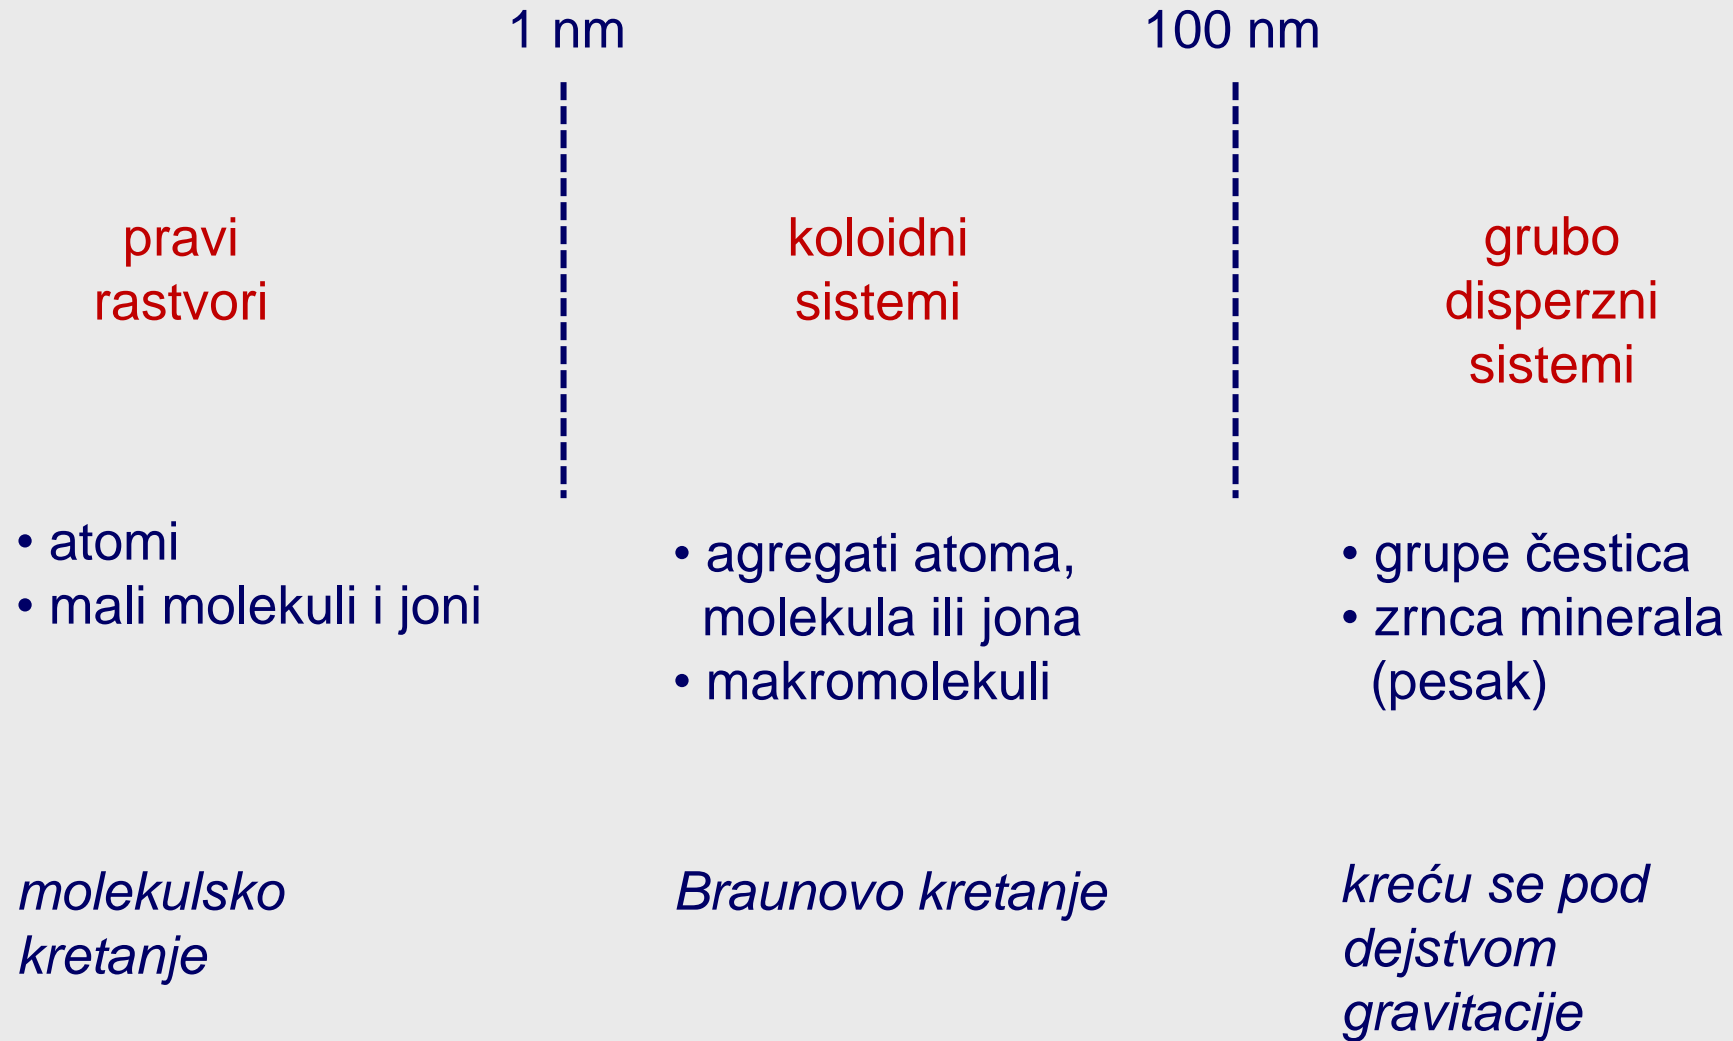 1 nm
100 nm
pravi
rastvori
koloidni
sistemi
grubo
disperzni
sistemi
• atomi
• mali molekuli i joni
• agregati atoma,
molekula ili jona
• makromolekuli
• grupe čestica
• zrnca minerala
(pesak)
molekulsko
kretanje
Braunovo kretanje
kreću se pod
dejstvom
gravitacije